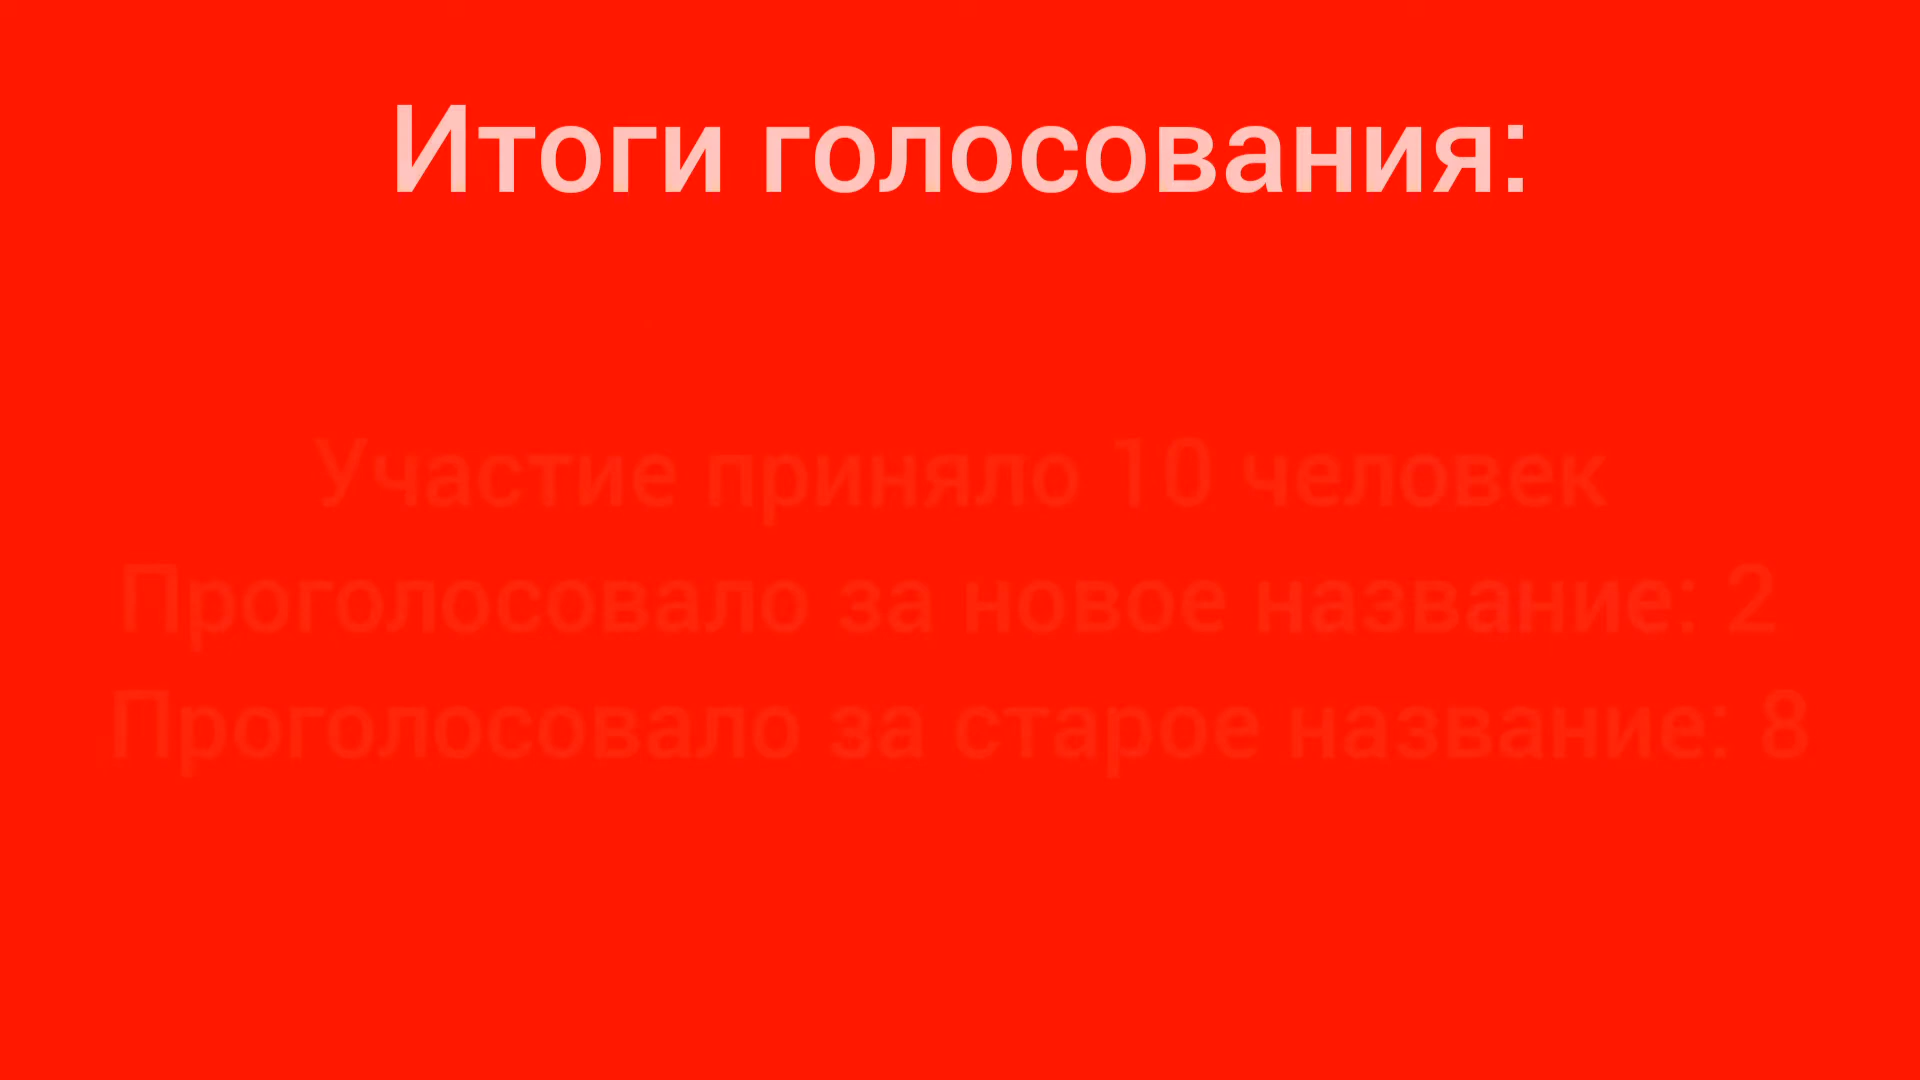 Итоги голосования:
Участие приняло 10 человек
Проголосовало за новое название: 2
Проголосовало за старое название: 8